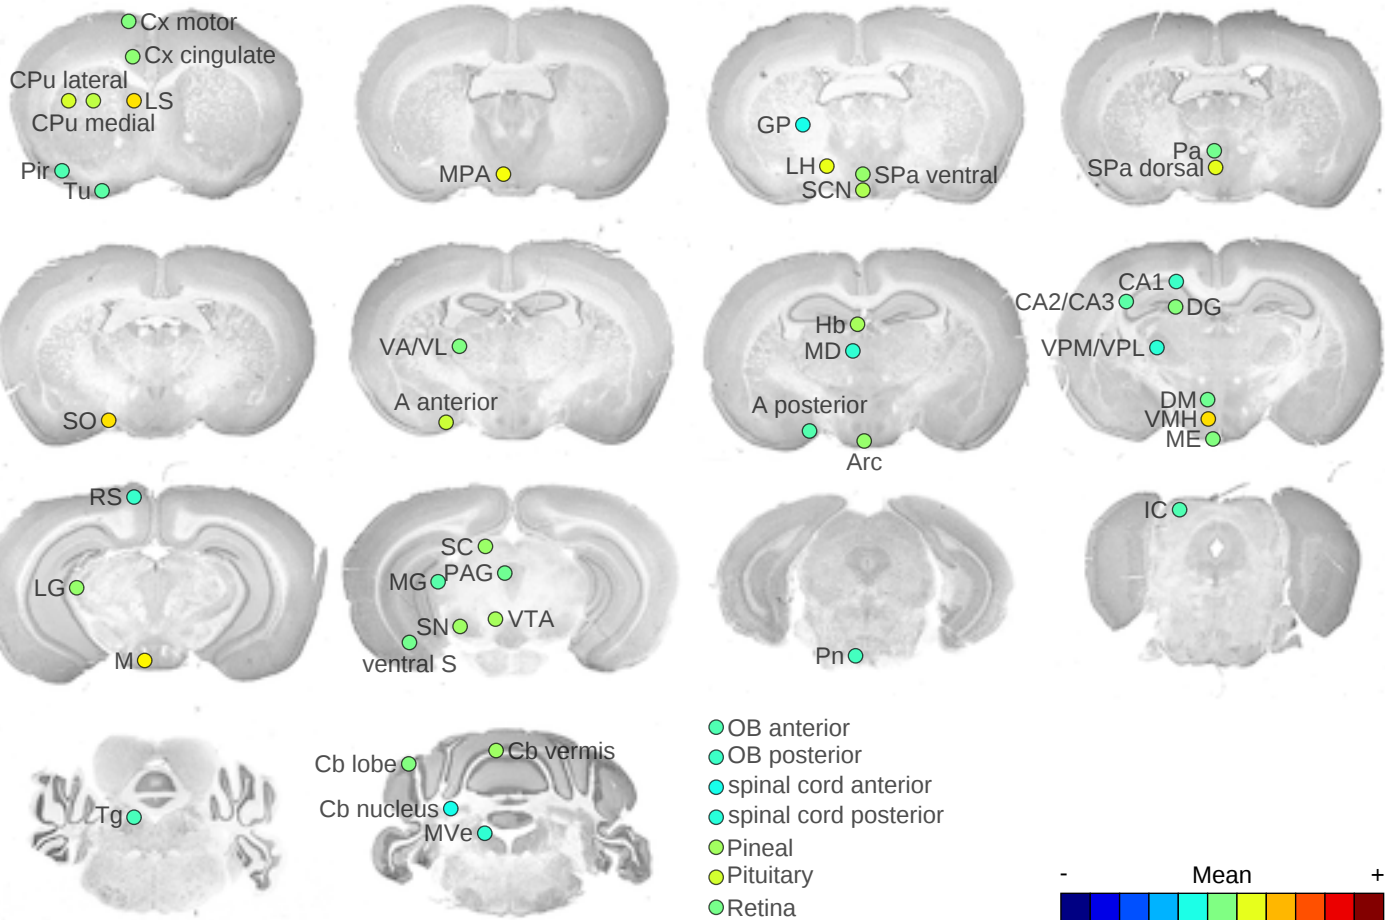 Cx motor
Cx cingulate
CPu lateral
LS
CPu medial
Pir
Tu
MPA
GP
LH
SPa ventral
SCN
Pa
SPa dorsal
SO
VA/VL
A anterior
Hb
MD
A posterior
Arc
CA1
CA2/CA3
DG
VPM/VPL
DM
VMH
ME
RS
LG
M
SC
MG
PAG
SN
VTA
ventral S
Pn
IC
Tg
Cb lobe
Cb vermis
Cb nucleus
MVe
OB anterior
OB posterior
spinal cord anterior
spinal cord posterior
Pineal
Pituitary
Retina
- Mean +